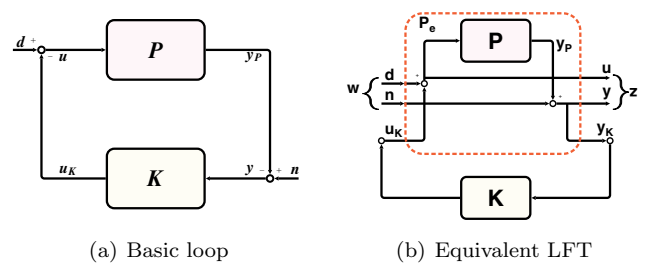 d + − u P y_P
u_K K y − + n
(a) Basic loop
P_e P y_P
w { d + u } z
n + y
u_K y_K
K
(b) Equivalent LFT